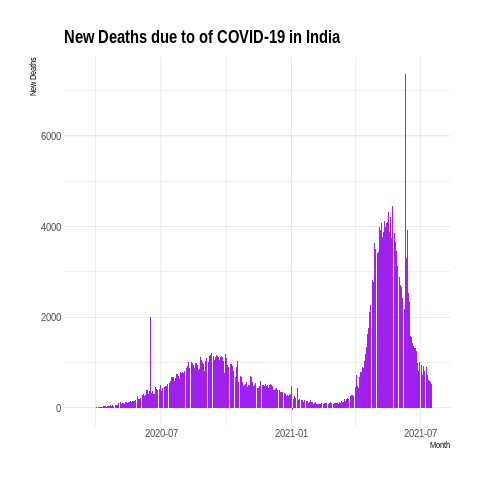 New Deaths due to of COVID-19 in India
New Deaths
6000
4000
2000
0
2020-07
2021-01
2021-07
Month